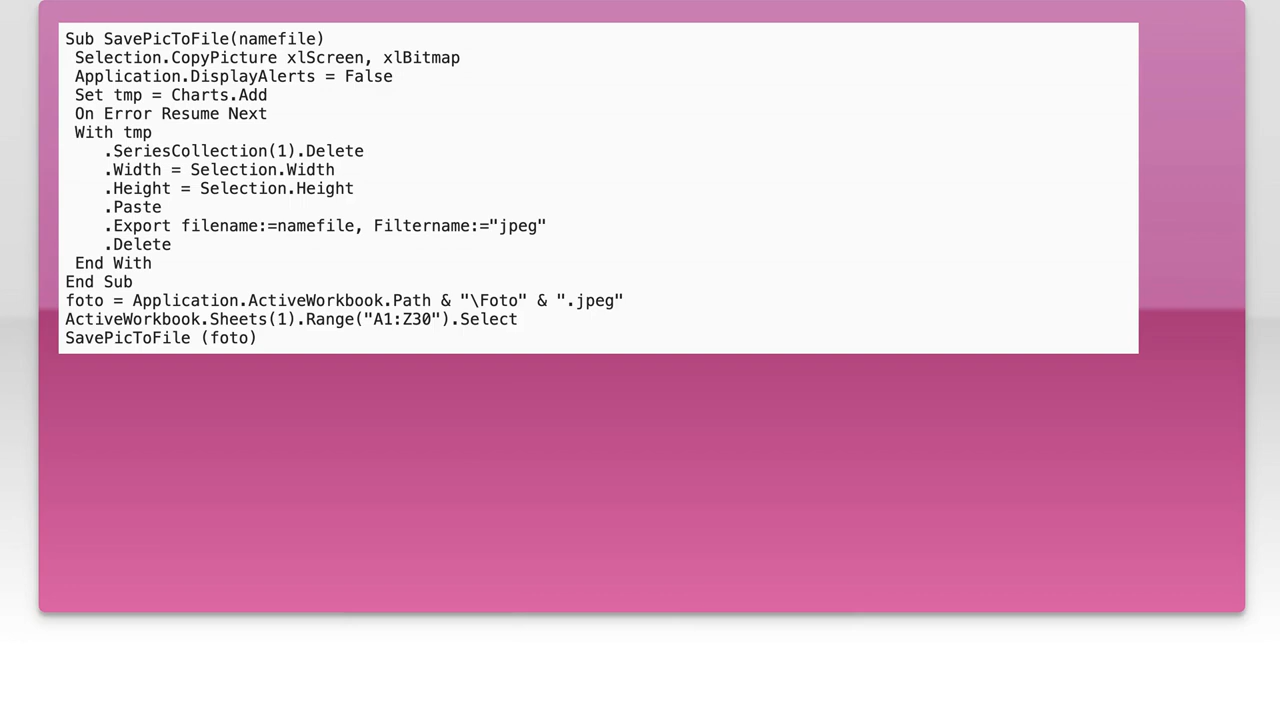 Sub SavePicToFile(namefile)
Selection.CopyPicture xlScreen, xlBitmap
Application.DisplayAlerts = False
Set tmp = Charts.Add
On Error Resume Next
With tmp
.SeriesCollection(1).Delete
.Width = Selection.Width
.Height = Selection.Height
.Paste
.Export filename:=namefile, Filtername:="jpeg"
.Delete
End With
End Sub
foto = Application.ActiveWorkbook.Path & "\Foto" & ".jpeg"
ActiveWorkbook.Sheets(1).Range("A1:Z30").Select
SavePicToFile (foto)